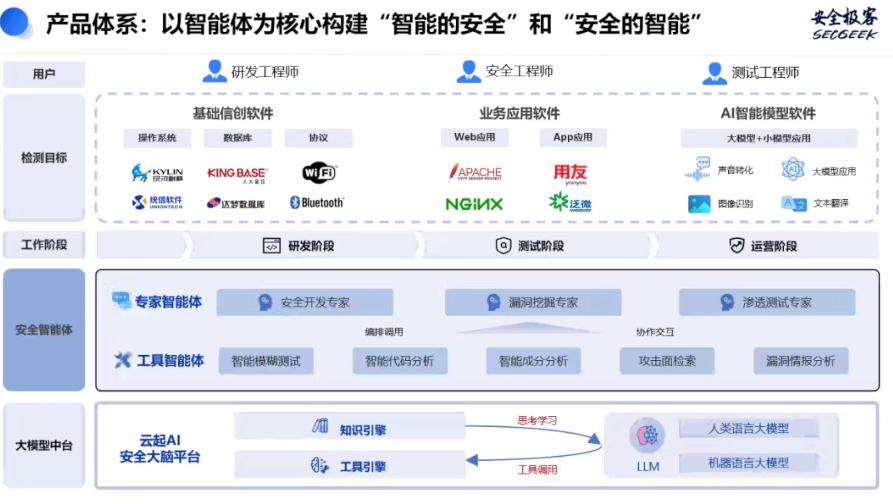 产品体系：以智能体为核心构建“智能的安全”和“安全的智能”
安全极客
SECGEEK
用户
研发工程师
安全工程师
测试工程师
检测目标
基础信创软件
业务应用软件
AI智能模型软件
操作系统
数据库
协议
Web应用
App应用
大模型+小模型应用
KYLIN
银河麒麟
KINGBASE
人大金仓
WiFi
APACHE
HTTP SERVER PROJECT
用友
yonyou
声音转化
大模型应用
统信软件
UNIONTECH
达梦数据库
Bluetooth
NGINX
泛微
weaver
图像识别
文本翻译
工作阶段
研发阶段
测试阶段
运营阶段
安全智能体
专家智能体
安全开发专家
漏洞挖掘专家
渗透测试专家
编排调用
协作交互
工具智能体
智能模糊测试
智能代码分析
智能成分分析
攻击面检索
漏洞情报分析
大模型中台
云起AI
安全大脑平台
知识引擎
工具引擎
思考学习
工具调用
LLM
人类语言大模型
机器语言大模型